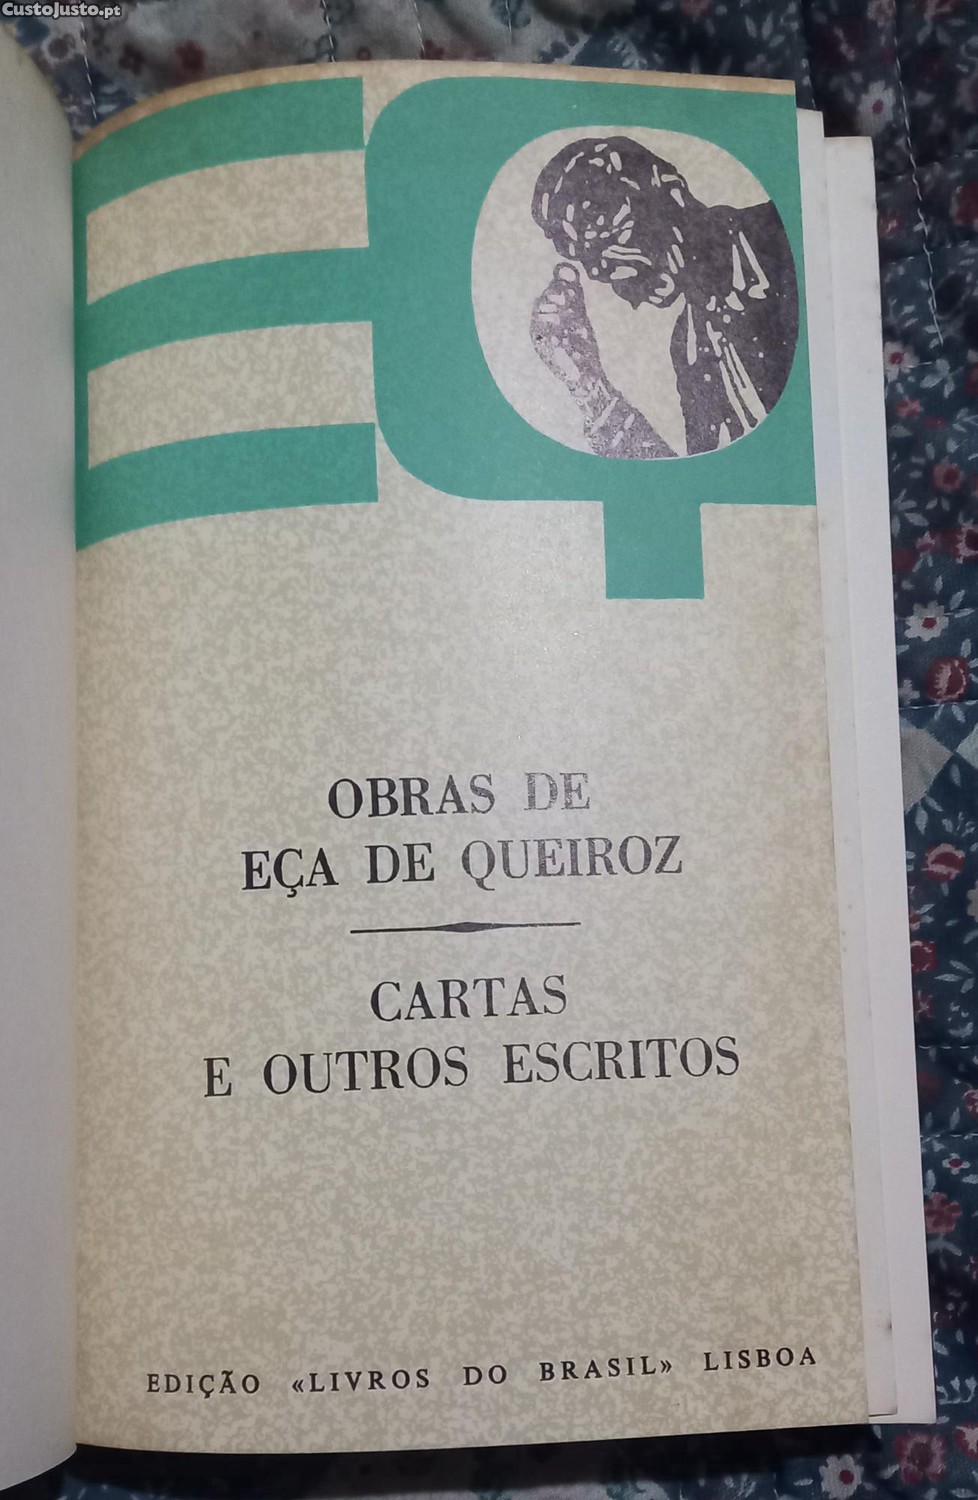 CustoJusto.pt
EQ
OBRAS DE
EÇA DE QUEIROZ
CARTAS
E OUTROS ESCRITOS
EDIÇÃO «LIVROS DO BRASIL» LISBOA